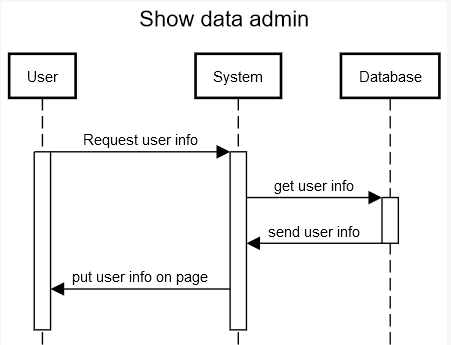 Show data admin
User
System
Database
Request user info
get user info
send user info
put user info on page